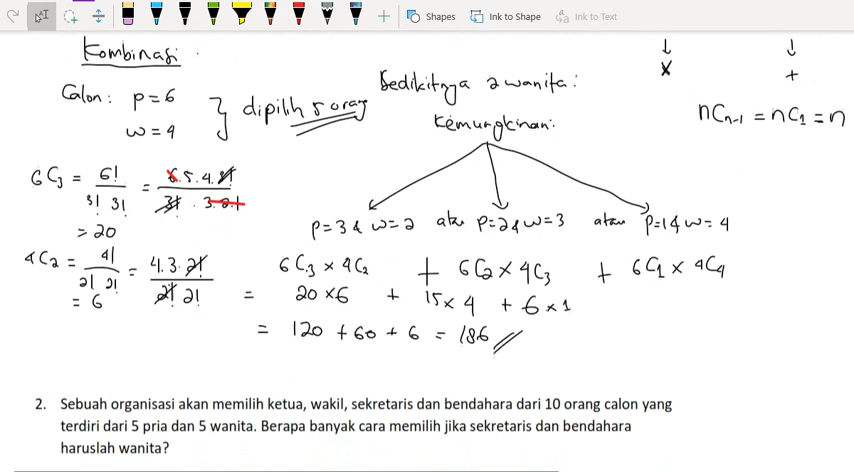 Shapes Ink to Shape Ink to Text
Kombinasi
Calon: P=6
W=4
} dipilih 5 orang
Sedikitnya 2 wanita:
Kemungkinan:
↓ ↓
x +
nCn-1 = nC1 = n
6C3 = 6! / 3! 3! = 6.5.4.3! / 3! . 3.2.1
= 20
4C2 = 4! / 2! 2! = 4.3.2! / 2! 2!
= 6
P=3 & W=2 atau P=2 & W=3 atau P=1 & W=4
6C3 x 4C2 + 6C2 x 4C3 + 6C1 x 4C4
= 20 x 6 + 15 x 4 + 6 x 1
= 120 + 60 + 6 = 186
2. Sebuah organisasi akan memilih ketua, wakil, sekretaris dan bendahara dari 10 orang calon yang
terdiri dari 5 pria dan 5 wanita. Berapa banyak cara memilih jika sekretaris dan bendahara
haruslah wanita?